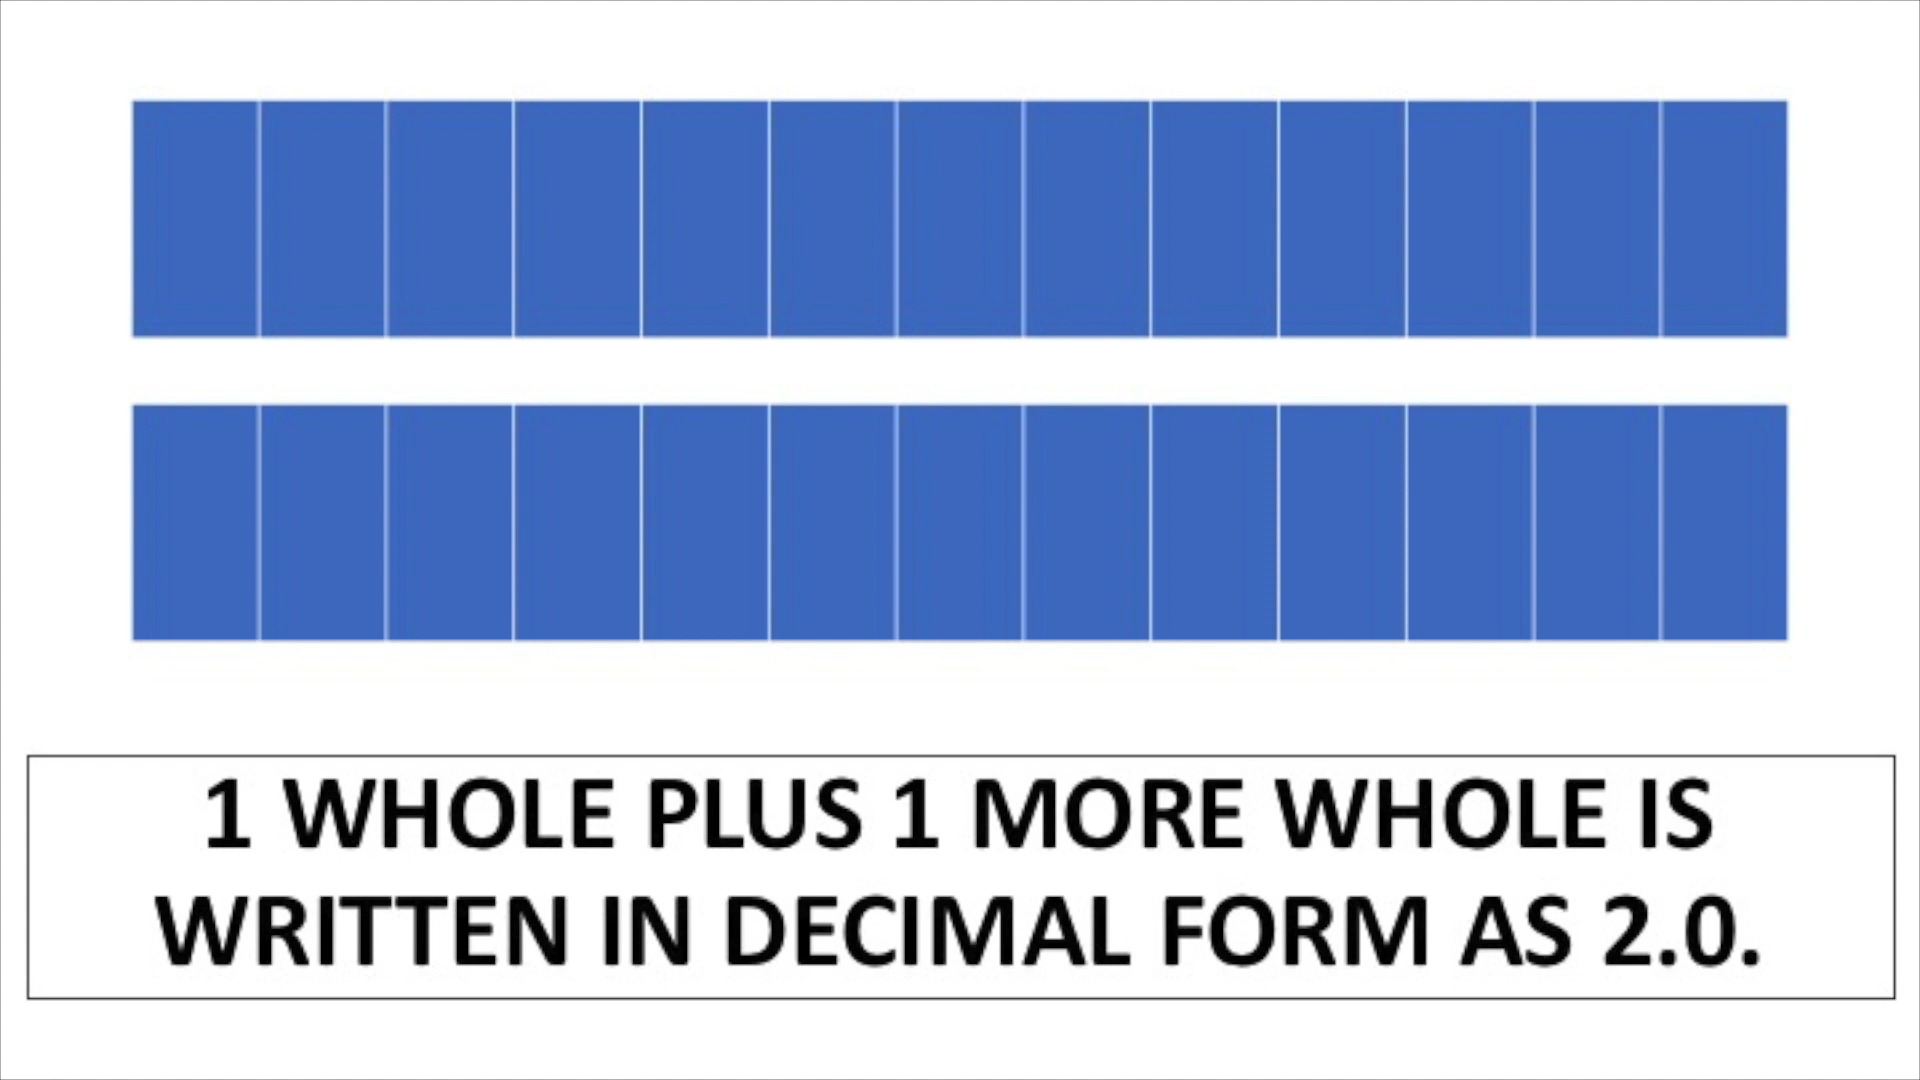 1 WHOLE PLUS 1 MORE WHOLE IS
WRITTEN IN DECIMAL FORM AS 2.0.